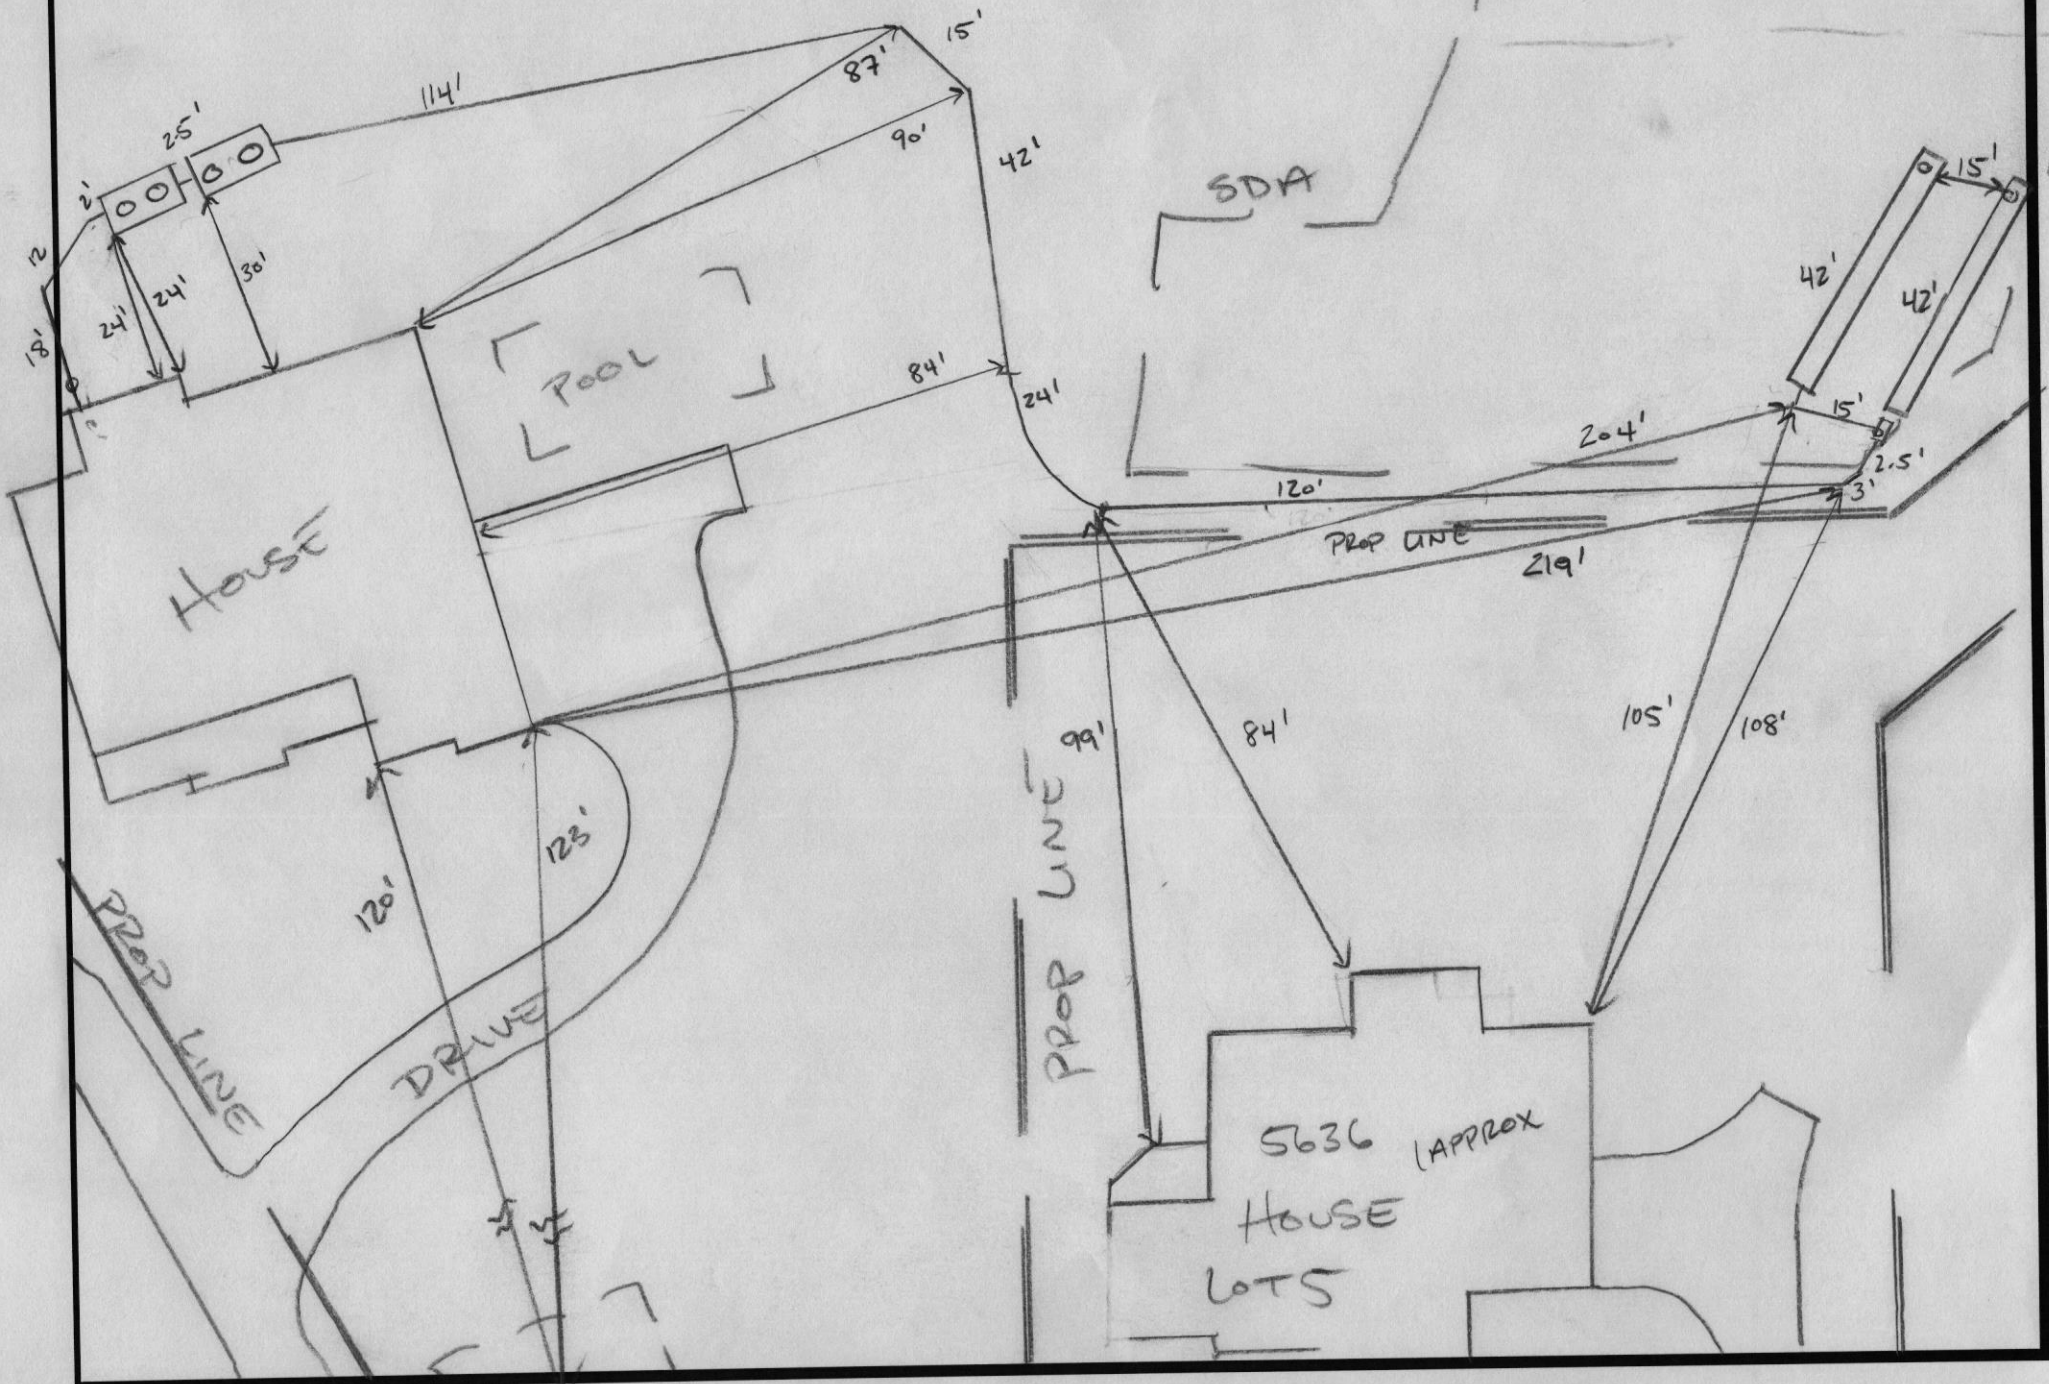 15'
87'
114'
2.5'
90'
42'
15'
SDA
2'
12
30'
24'
24'
18'
42'
42'
POOL
84'
24'
15'
204'
2.5'
120'
3'
PROP LINE
219'
HOUSE
105'
108'
99'
84'
123'
120'
PROP LINE
PROP LINE
DRIVE
5636 (APPROX
HOUSE
LOT 5